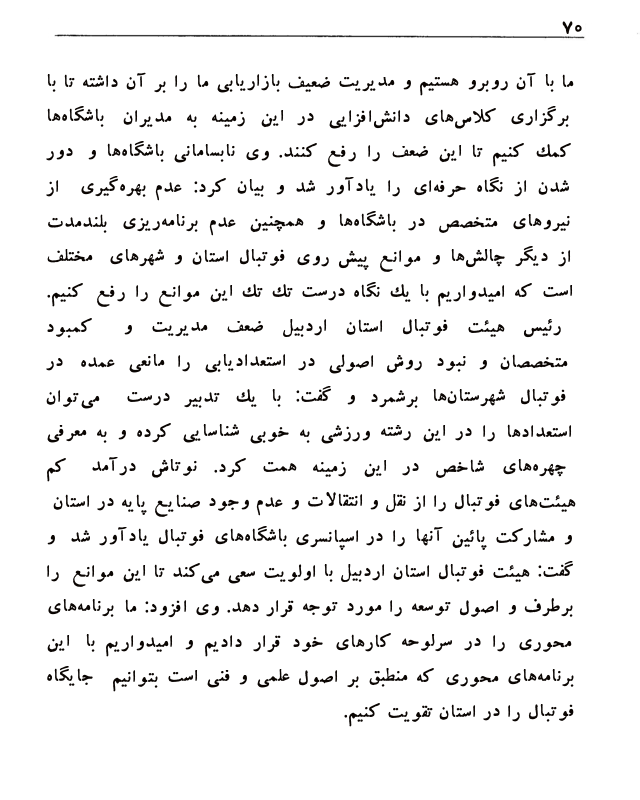 ۷۰
ما با آن روبرو هستیم و مدیریت ضعیف بازاریابی ما را بر آن داشته تا با
برگزاری کلاس‌های دانش‌افزایی در این زمینه به مدیران باشگاه‌ها
کمك کنیم تا این ضعف را رفع کنند. وی نابسامانی باشگاه‌ها و دور
شدن از نگاه حرفه‌ای را یادآور شد و بیان کرد: عدم بهره‌گیری از
نیروهای متخصص در باشگاه‌ها و همچنین عدم برنامه‌ریزی بلندمدت
از دیگر چالش‌ها و موانع پیش روی فوتبال استان و شهرهای مختلف
است که امیدواریم با یك نگاه درست تك تك این موانع را رفع کنیم.
رئیس هیئت فوتبال استان اردبیل ضعف مدیریت و کمبود
متخصصان و نبود روش اصولی در استعدادیابی را مانعی عمده در
فوتبال شهرستان‌ها برشمرد و گفت: با یك تدبیر درست می‌توان
استعدادها را در این رشته ورزشی به خوبی شناسایی کرده و به معرفی
چهره‌های شاخص در این زمینه همت کرد. نوتاش درآمد کم
هیئت‌های فوتبال را از نقل و انتقالات و عدم وجود صنایع پایه در استان
و مشارکت پائین آنها را در اسپانسری باشگاه‌های فوتبال یادآور شد و
گفت: هیئت فوتبال استان اردبیل با اولویت سعی می‌کند تا این موانع را
برطرف و اصول توسعه را مورد توجه قرار دهد. وی افزود: ما برنامه‌های
محوری را در سرلوحه کارهای خود قرار دادیم و امیدواریم با این
برنامه‌های محوری که منطبق بر اصول علمی و فنی است بتوانیم جایگاه
فوتبال را در استان تقویت کنیم.